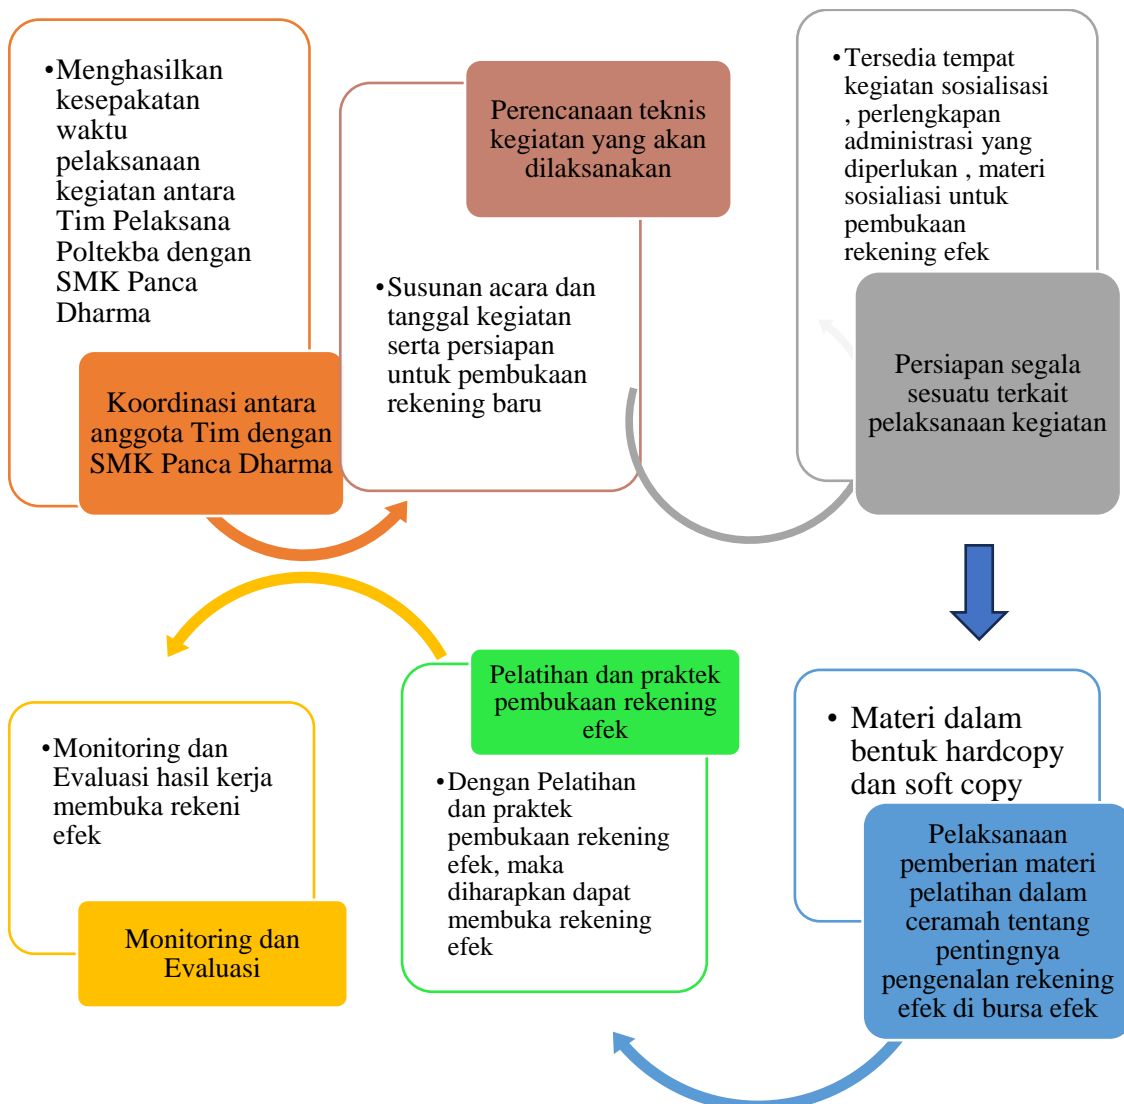 •Menghasilkan
kesepakatan
waktu
pelaksanaan
kegiatan antara
Tim Pelaksana
Poltekba dengan
SMK Panca
Dharma
Koordinasi antara
anggota Tim dengan
SMK Panca Dharma
Perencanaan teknis
kegiatan yang akan
dilaksanakan
•Susunan acara dan
tanggal kegiatan
serta persiapan
untuk pembukaan
rekening baru
•Tersedia tempat
kegiatan sosialisasi
, perlengkapan
administrasi yang
diperlukan , materi
sosialiasi untuk
pembukaan
rekening efek
Persiapan segala
sesuatu terkait
pelaksanaan kegiatan
• Materi dalam
bentuk hardcopy
dan soft copy
Pelaksanaan
pemberian materi
pelatihan dalam
ceramah tentang
pentingnya
pengenalan rekening
efek di bursa efek
Pelatihan dan praktek
pembukaan rekening
efek
•Dengan Pelatihan
dan praktek
pembukaan rekening
efek, maka
diharapkan dapat
membuka rekening
efek
•Monitoring dan
Evaluasi hasil kerja
membuka rekeni
efek
Monitoring dan
Evaluasi